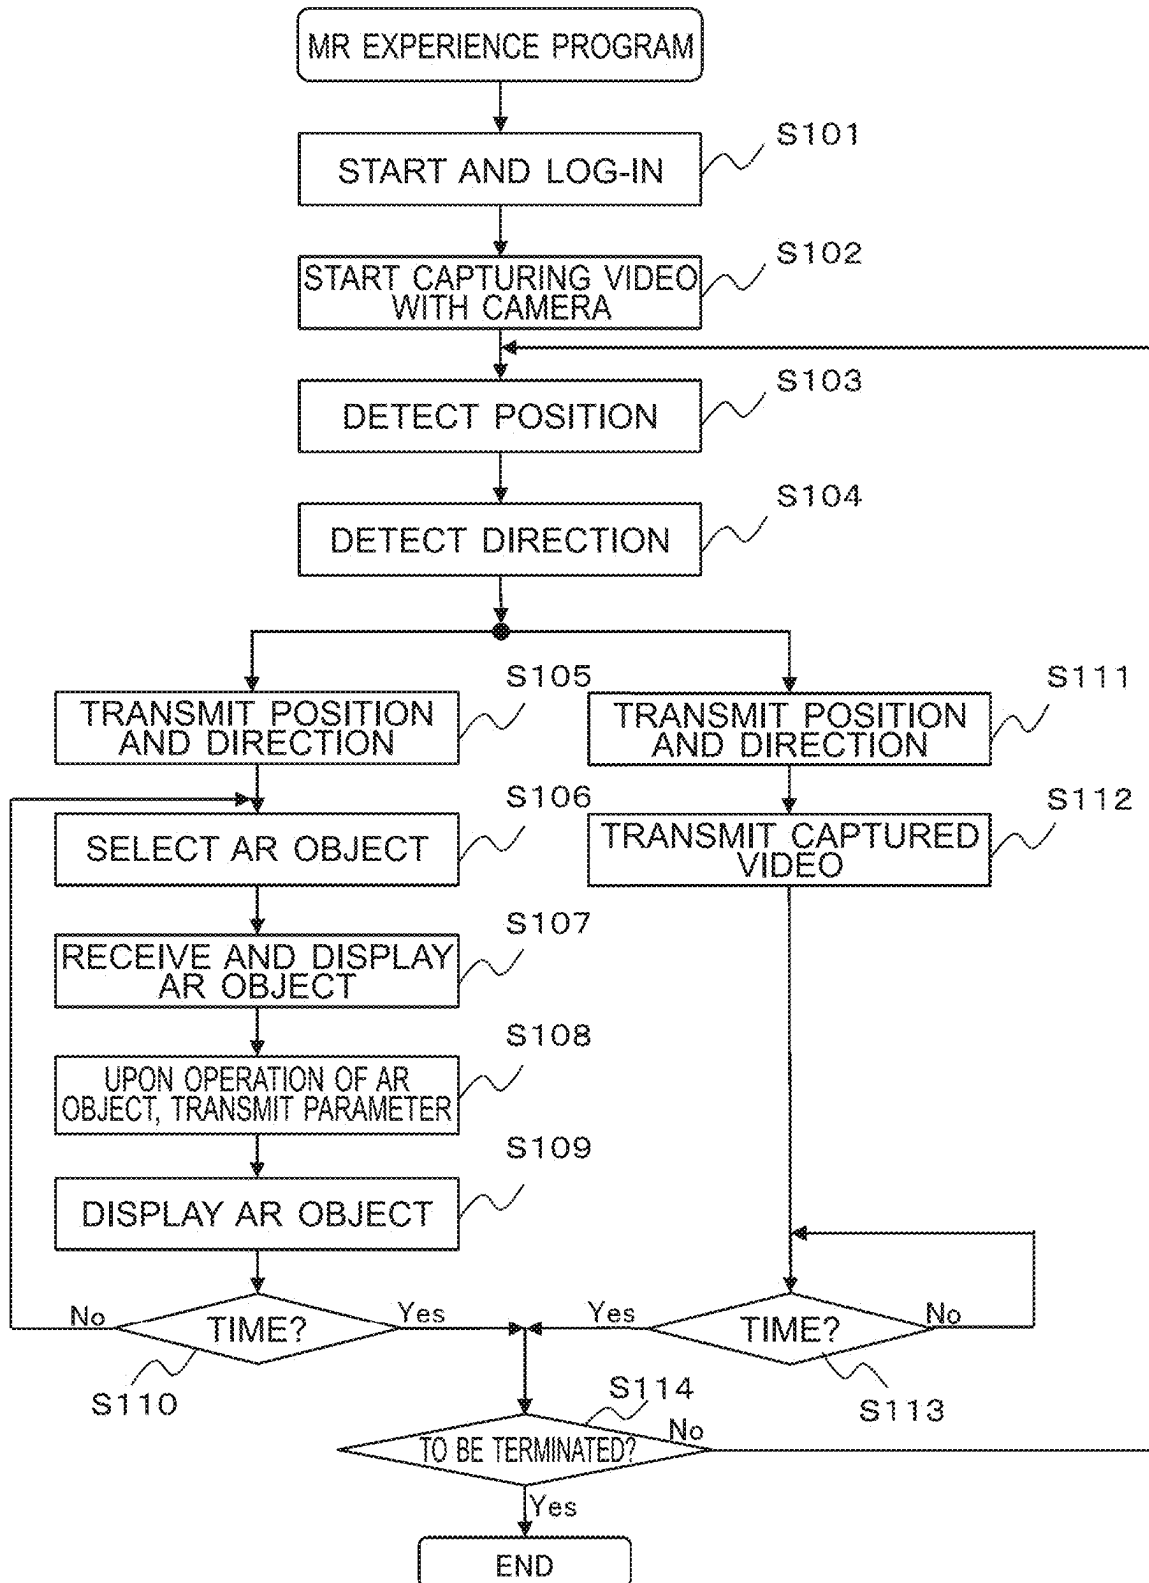 MR EXPERIENCE PROGRAM
S101
START AND LOG-IN
S102
START CAPTURING VIDEO
WITH CAMERA
S103
DETECT POSITION
S104
DETECT DIRECTION
S105
TRANSMIT POSITION
AND DIRECTION
S106
SELECT AR OBJECT
S107
RECEIVE AND DISPLAY
AR OBJECT
S108
UPON OPERATION OF AR
OBJECT, TRANSMIT PARAMETER
S109
DISPLAY AR OBJECT
No
TIME?
Yes
S110
S111
TRANSMIT POSITION
AND DIRECTION
S112
TRANSMIT CAPTURED
VIDEO
Yes
TIME?
No
S113
S114
TO BE TERMINATED?
No
Yes
END